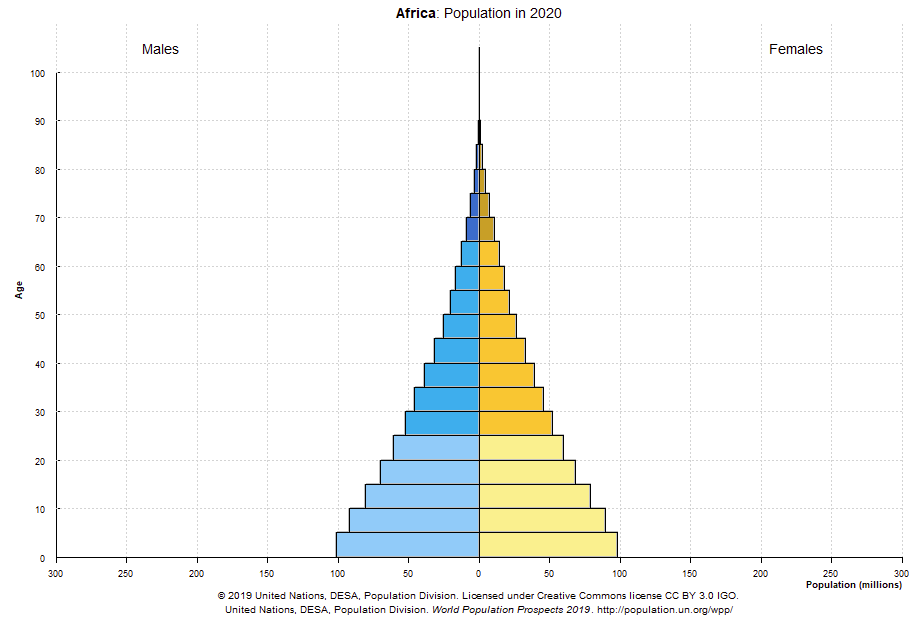 Africa: Population in 2020
Males
Females
100
90
80
70
60
50
40
30
20
10
0
Age
300 250 200 150 100 50 0 50 100 150 200 250 300
Population (millions)
© 2019 United Nations, DESA, Population Division. Licensed under Creative Commons license CC BY 3.0 IGO.
United Nations, DESA, Population Division. World Population Prospects 2019. http://population.un.org/wpp/